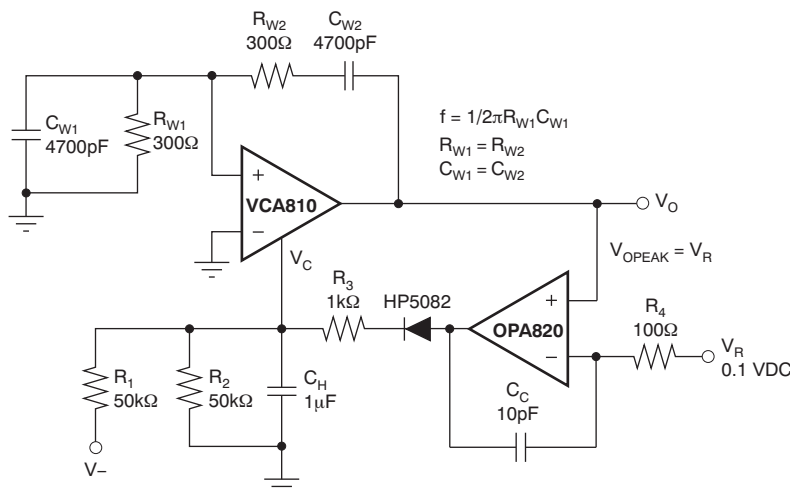 R_W2
300Ω
C_W2
4700pF
C_W1
4700pF
R_W1
300Ω
f = 1/2πR_W1C_W1
R_W1 = R_W2
C_W1 = C_W2
+
VCA810
−
V_O
V_C
V_OPEAK = V_R
R_3
1kΩ
HP5082
+
OPA820
−
R_4
100Ω
V_R
0.1 VDC
R_1
50kΩ
R_2
50kΩ
C_H
1μF
C_C
10pF
V−